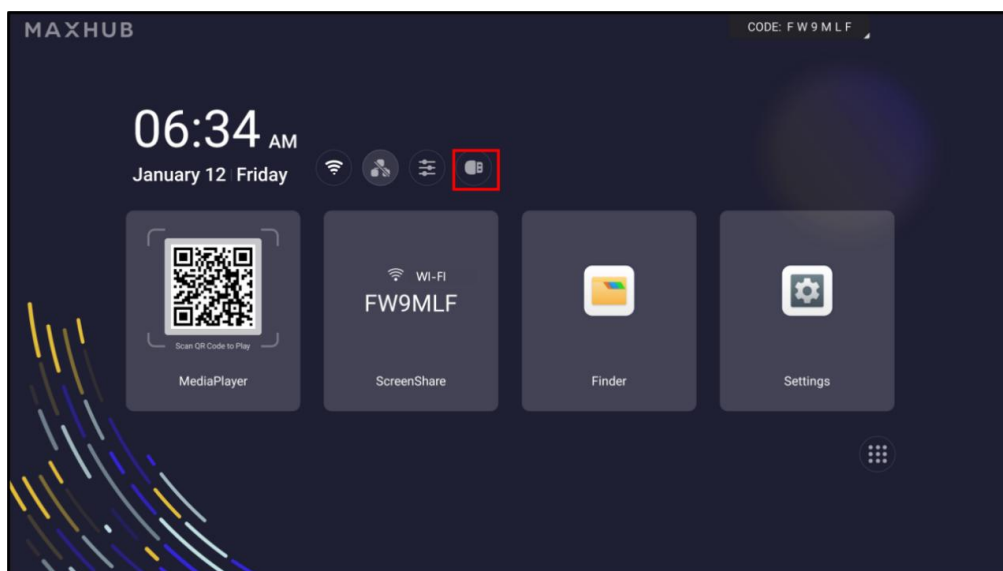 MAXHUB
CODE: F W 9 M L F
06:34 AM
January 12 Friday
WI-FI
FW9MLF
Scan QR Code to Play
MediaPlayer
ScreenShare
Finder
Settings